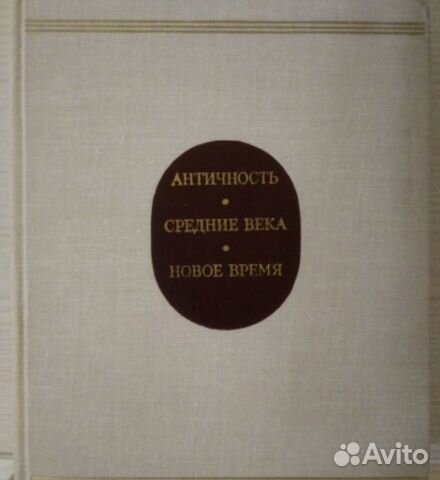 АНТИЧНОСТЬ
•
СРЕДНИЕ ВЕКА
•
НОВОЕ ВРЕМЯ
Avito